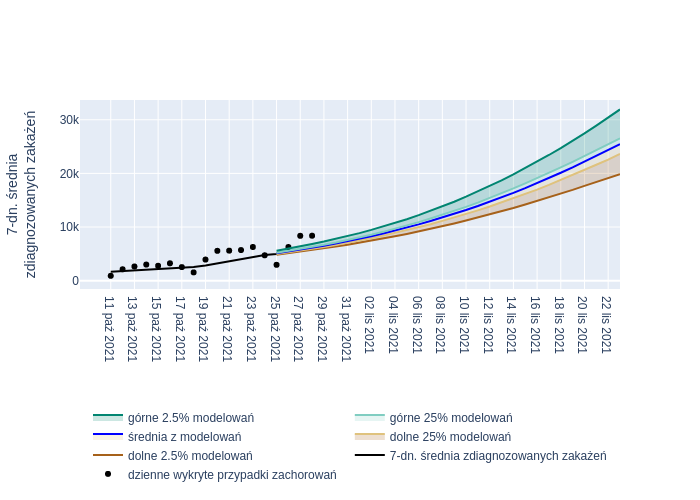 7-dn. średnia
zdiagnozowanych zakażeń
30k
20k
10k
0
11 paź 2021
13 paź 2021
15 paź 2021
17 paź 2021
19 paź 2021
21 paź 2021
23 paź 2021
25 paź 2021
27 paź 2021
29 paź 2021
31 paź 2021
02 lis 2021
04 lis 2021
06 lis 2021
08 lis 2021
10 lis 2021
12 lis 2021
14 lis 2021
16 lis 2021
18 lis 2021
20 lis 2021
22 lis 2021
górne 2.5% modelowań
górne 25% modelowań
średnia z modelowań
dolne 25% modelowań
dolne 2.5% modelowań
7-dn. średnia zdiagnozowanych zakażeń
dzienne wykryte przypadki zachorowań